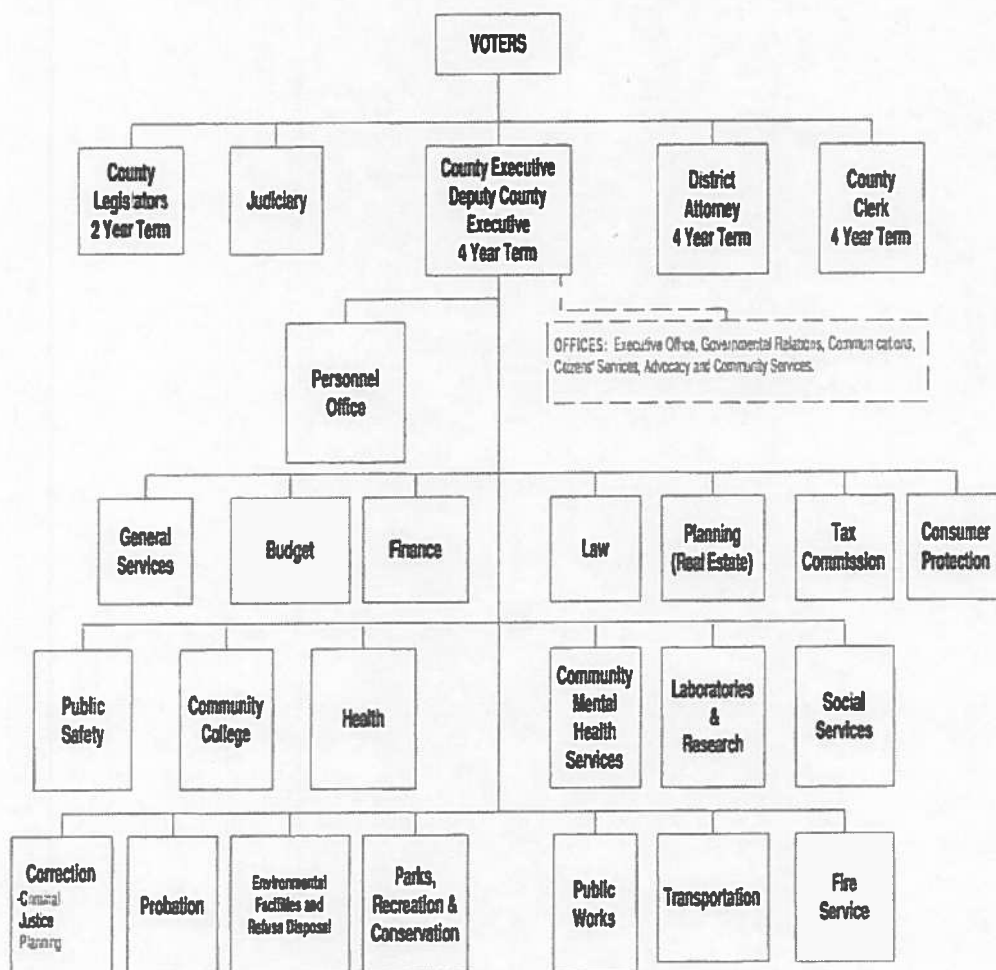 VOTERS
County
Legislators
2 Year Term
Judiciary
County Executive
Deputy County
Executive
4 Year Term
District
Attorney
4 Year Term
County
Clerk
4 Year Term
OFFICES: Executive Office, Governmental Relations, Communications,
Citizens' Services, Advocacy and Community Services.
Personnel
Office
General
Services
Budget
Finance
Law
Planning
(Real Estate)
Tax
Commission
Consumer
Protection
Public
Safety
Community
College
Health
Community
Mental
Health
Services
Laboratories
&
Research
Social
Services
Correction
-Criminal
Justice
Planning
Probation
Environmental
Facilities and
Refuse Disposal
Parks,
Recreation &
Conservation
Public
Works
Transportation
Fire
Service